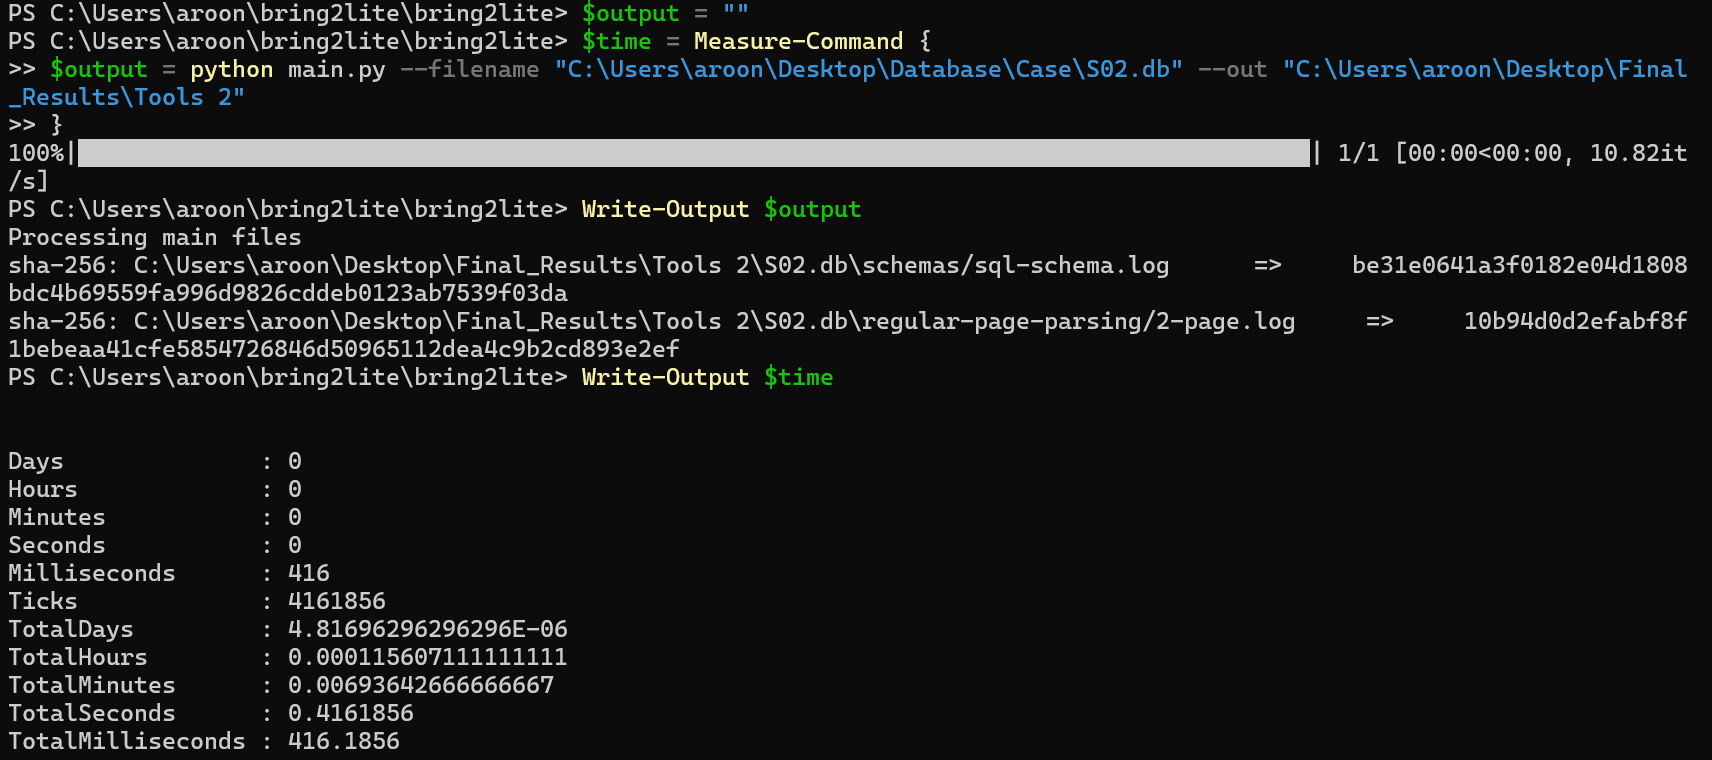 PS C:\Users\aroon\bring2lite\bring2lite> $output = ""
PS C:\Users\aroon\bring2lite\bring2lite> $time = Measure-Command {
>> $output = python main.py --filename "C:\Users\aroon\Desktop\Database\Case\S02.db" --out "C:\Users\aroon\Desktop\Final
_Results\Tools 2"
>> }
100%| | 1/1 [00:00<00:00, 10.82it
/s]
PS C:\Users\aroon\bring2lite\bring2lite> Write-Output $output
Processing main files
sha-256: C:\Users\aroon\Desktop\Final_Results\Tools 2\S02.db\schemas/sql-schema.log      =>     be31e0641a3f0182e04d1808
bdc4b69559fa996d9826cddeb0123ab7539f03da
sha-256: C:\Users\aroon\Desktop\Final_Results\Tools 2\S02.db\regular-page-parsing/2-page.log     =>     10b94d0d2efabf8f
1bebeaa41cfe5854726846d50965112dea4c9b2cd893e2ef
PS C:\Users\aroon\bring2lite\bring2lite> Write-Output $time
Days              : 0
Hours             : 0
Minutes           : 0
Seconds           : 0
Milliseconds      : 416
Ticks             : 4161856
TotalDays         : 4.81696296296296E-06
TotalHours        : 0.000115607111111111
TotalMinutes      : 0.00693642666666667
TotalSeconds      : 0.4161856
TotalMilliseconds : 416.1856